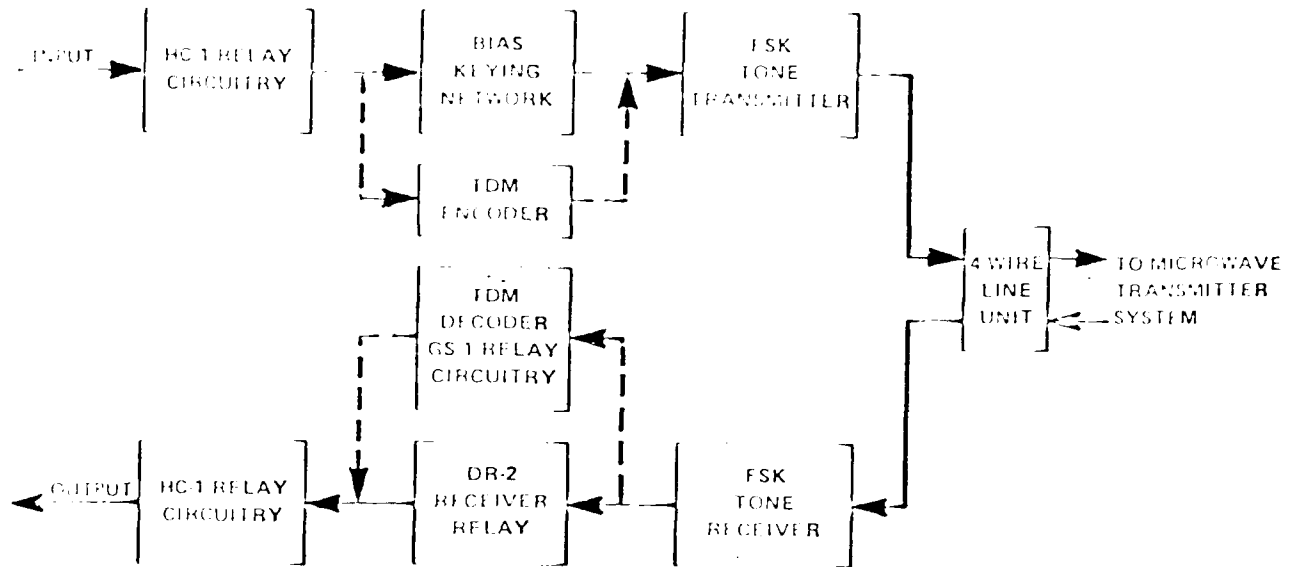 INPUT
HC-1 RELAY
CIRCUITRY
BIAS
KEYING
NETWORK
FSK
TONE
TRANSMITTER
TDM
ENCODER
4 WIRE
LINE
UNIT
TO MICROWAVE
TRANSMITTER
SYSTEM
TDM
DECODER
GS-1 RELAY
CIRCUITRY
OUTPUT
HC-1 RELAY
CIRCUITRY
DR-2
RECEIVER
RELAY
FSK
TONE
RECEIVER